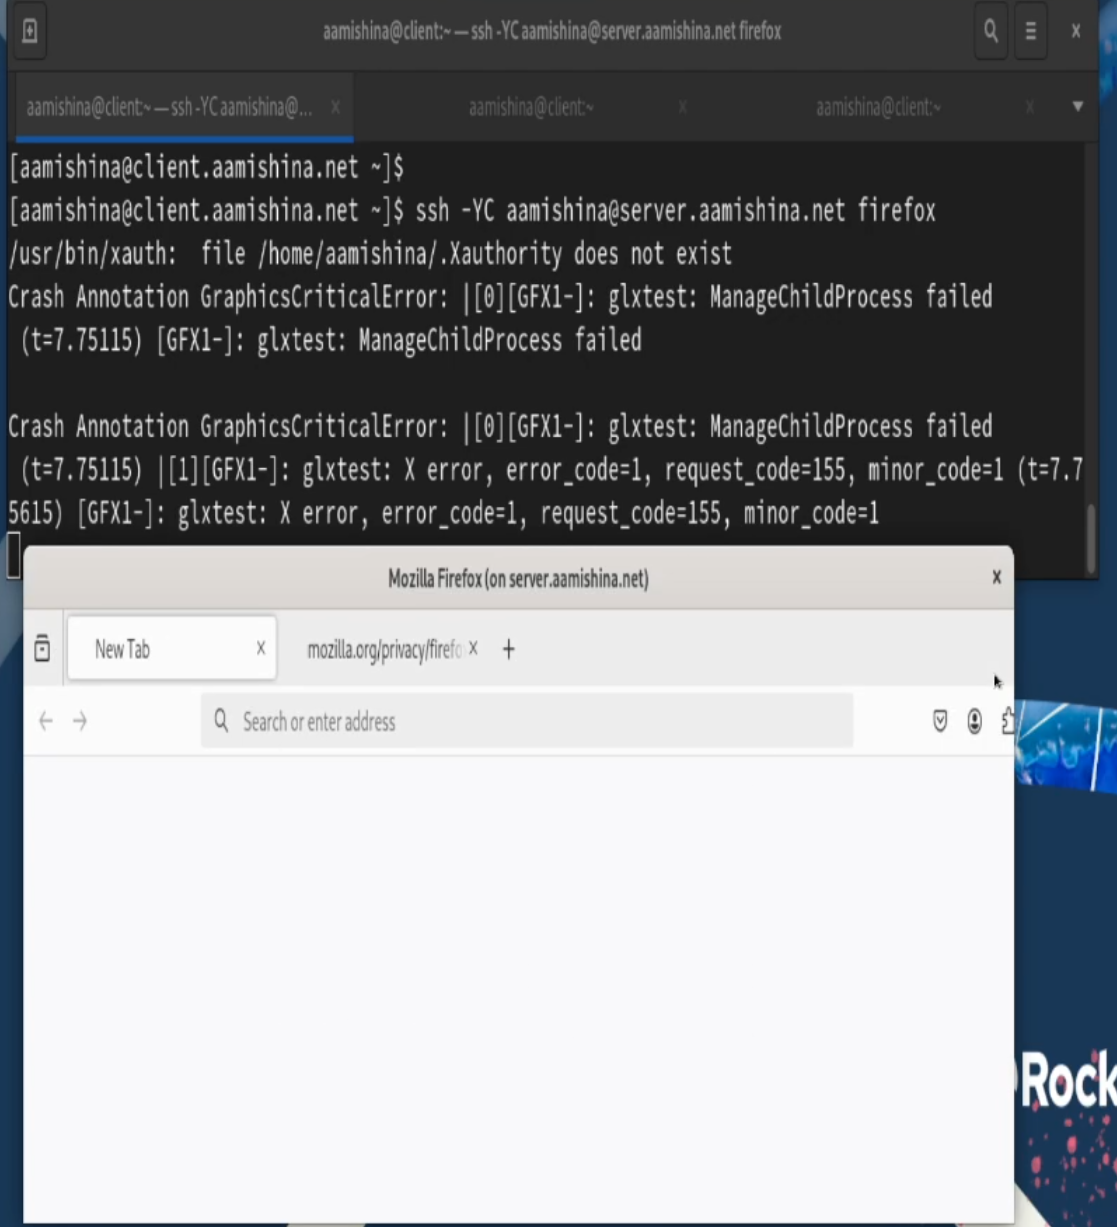 aamishina@client:~ — ssh -YC aamishina@server.aamishina.net firefox
aamishina@client:~ — ssh -YC aamishina@... aamishina@client:~ aamishina@client:~
[aamishina@client.aamishina.net ~]$
[aamishina@client.aamishina.net ~]$ ssh -YC aamishina@server.aamishina.net firefox
/usr/bin/xauth:  file /home/aamishina/.Xauthority does not exist
Crash Annotation GraphicsCriticalError: |[0][GFX1-]: glxtest: ManageChildProcess failed
(t=7.75115) [GFX1-]: glxtest: ManageChildProcess failed
Crash Annotation GraphicsCriticalError: |[0][GFX1-]: glxtest: ManageChildProcess failed
(t=7.75115) |[1][GFX1-]: glxtest: X error, error_code=1, request_code=155, minor_code=1 (t=7.7
5615) [GFX1-]: glxtest: X error, error_code=1, request_code=155, minor_code=1
Mozilla Firefox (on server.aamishina.net)
New Tab mozilla.org/privacy/firefo
Search or enter address
Rock